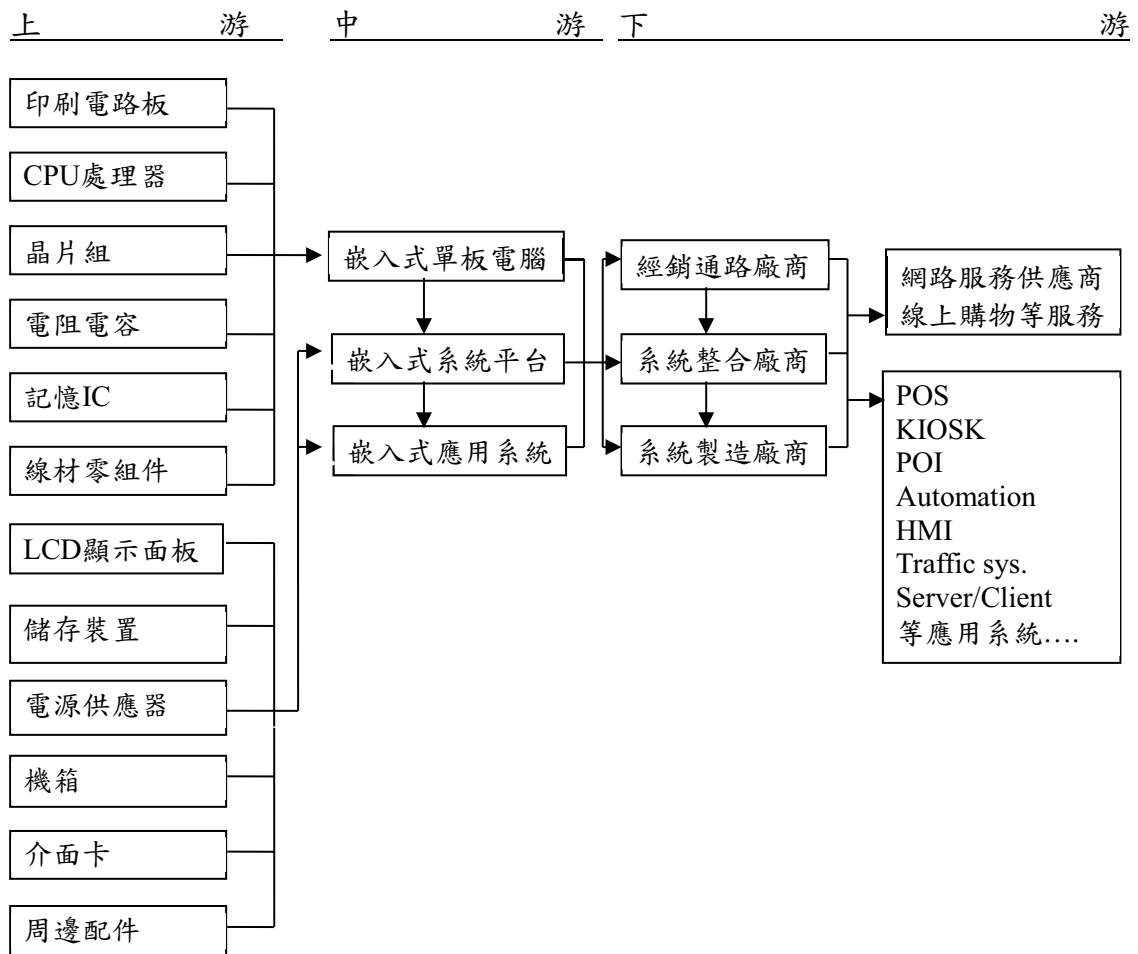 上游
中游
下游
印刷電路板
CPU處理器
晶片組
電阻電容
記憶IC
線材零組件
LCD顯示面板
儲存裝置
電源供應器
機箱
介面卡
周邊配件
嵌入式單板電腦
嵌入式系統平台
嵌入式應用系統
經銷通路廠商
系統整合廠商
系統製造廠商
網路服務供應商
線上購物等服務
POS
KIOSK
POI
Automation
HMI
Traffic sys.
Server/Client
等應用系統....